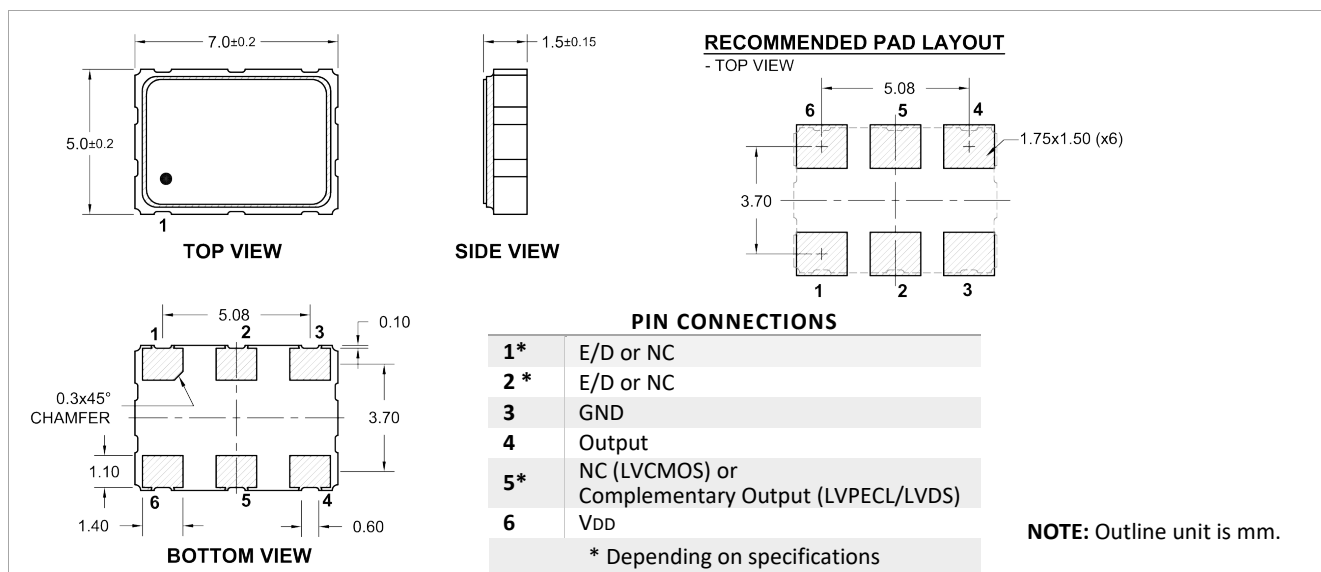 7.0±0.2
5.0±0.2
1
TOP VIEW
1.5±0.15
SIDE VIEW
RECOMMENDED PAD LAYOUT
- TOP VIEW
5.08
6 5 4
1.75x1.50 (x6)
3.70
1 2 3
5.08
1 2 3
0.10
0.3x45°
CHAMFER
3.70
1.10
6 5 4
1.40
0.60
BOTTOM VIEW
PIN CONNECTIONS
1* E/D or NC
2 * E/D or NC
3 GND
4 Output
5* NC (LVCMOS) or
Complementary Output (LVPECL/LVDS)
6 VDD
* Depending on specifications
NOTE: Outline unit is mm.